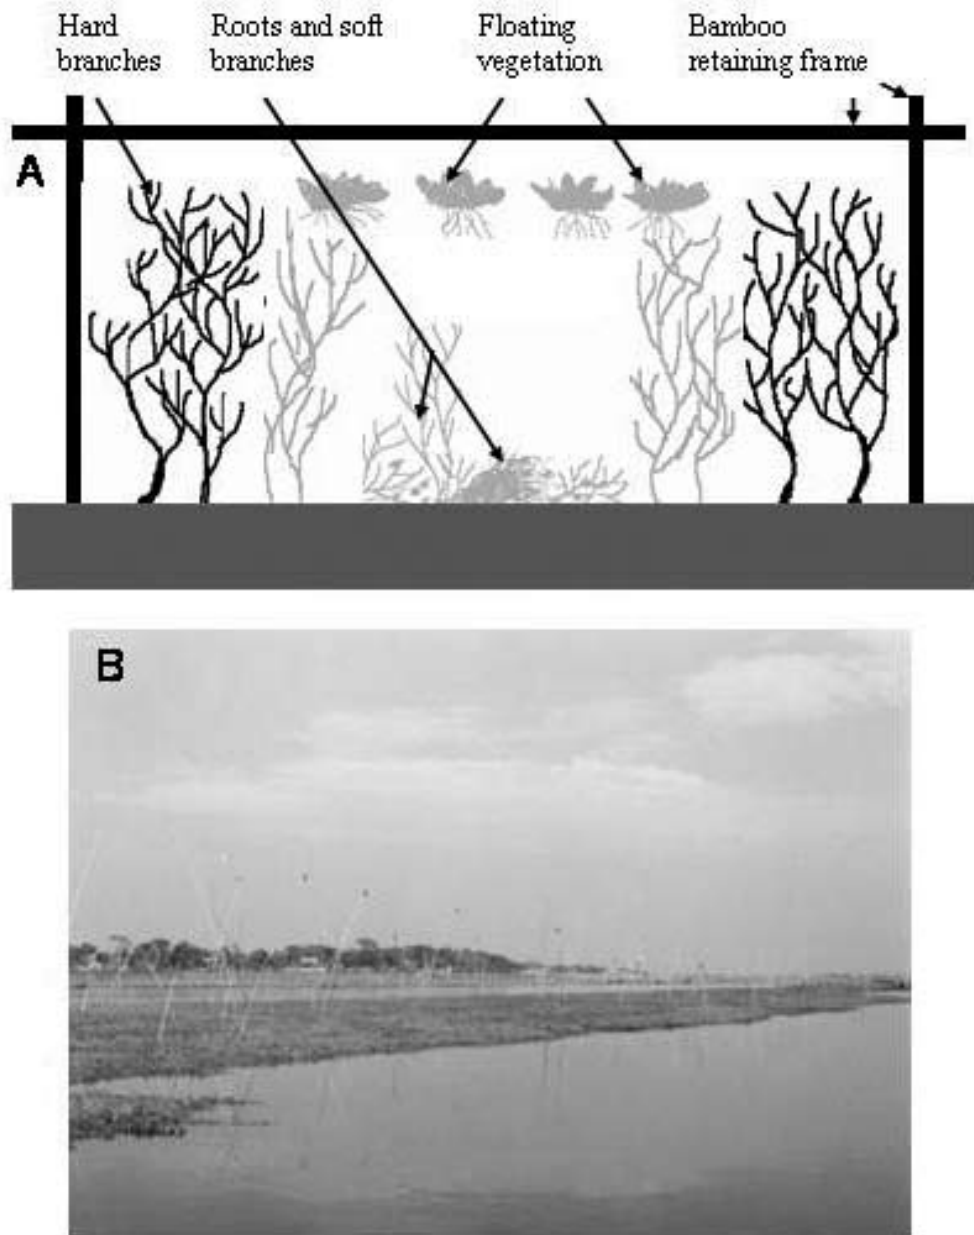 Hard
branches
Roots and soft
branches
Floating
vegetation
Bamboo
retaining frame
A
B